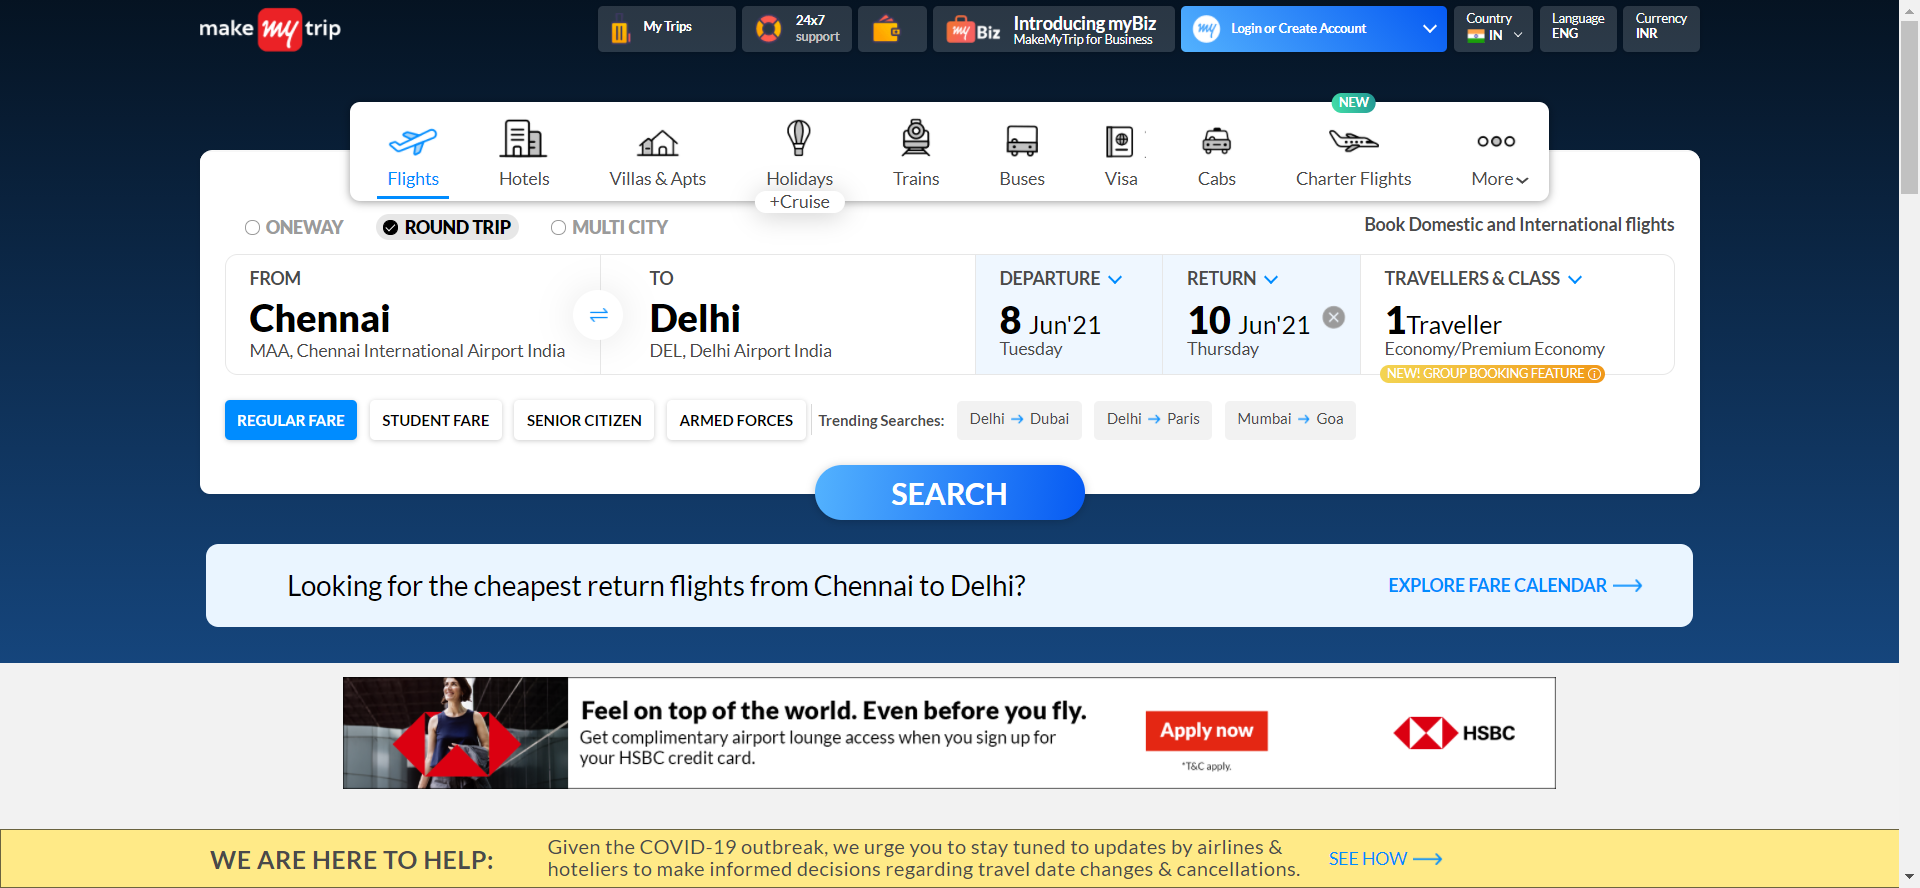 make my trip
My Trips
24x7
support
my Biz
Introducing myBiz
MakeMyTrip for Business
my
Login or Create Account
Country
IN
Language
ENG
Currency
INR
NEW
Flights
Hotels
Villas & Apts
Holidays
+Cruise
Trains
Buses
Visa
Cabs
Charter Flights
More
ONEWAY
ROUND TRIP
MULTI CITY
Book Domestic and International flights
FROM
Chennai
MAA, Chennai International Airport India
TO
Delhi
DEL, Delhi Airport India
DEPARTURE
8 Jun'21
Tuesday
RETURN
10 Jun'21
Thursday
TRAVELLERS & CLASS
1Traveller
Economy/Premium Economy
NEW! GROUP BOOKING FEATURE
REGULAR FARE
STUDENT FARE
SENIOR CITIZEN
ARMED FORCES
Trending Searches:
Delhi → Dubai
Delhi → Paris
Mumbai → Goa
SEARCH
Looking for the cheapest return flights from Chennai to Delhi?
EXPLORE FARE CALENDAR
Feel on top of the world. Even before you fly.
Get complimentary airport lounge access when you sign up for
your HSBC credit card.
Apply now
*T&C apply.
HSBC
WE ARE HERE TO HELP:
Given the COVID-19 outbreak, we urge you to stay tuned to updates by airlines &
hoteliers to make informed decisions regarding travel date changes & cancellations.
SEE HOW